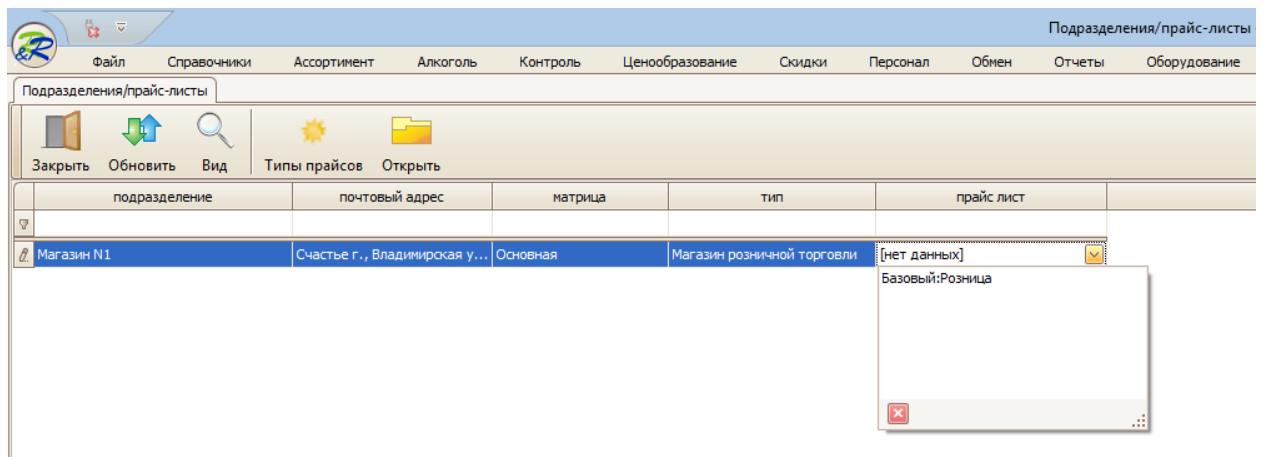 Подразделения/прайс-листы
P&R
Файл Справочники Ассортимент Алкоголь Контроль Ценообразование Скидки Персонал Обмен Отчеты Оборудование
Подразделения/прайс-листы
Закрыть Обновить Вид Типы прайсов Открыть
подразделение почтовый адрес матрица тип прайс лист
Магазин N1 Счастье г., Владимирская у... Основная Магазин розничной торговли [нет данных]
Базовый:Розница